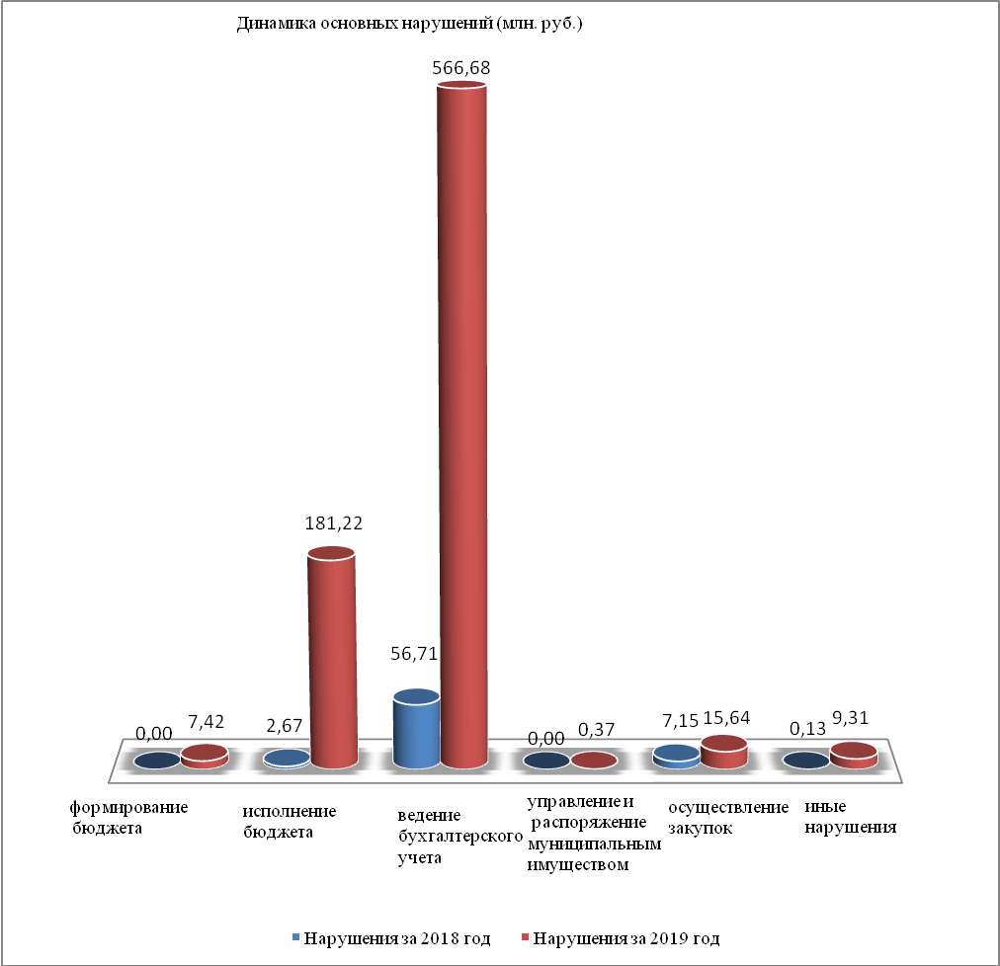 Динамика основных нарушений (млн. руб.)
566,68
181,22
56,71
0,00
7,42
2,67
0,00
0,37
7,15
15,64
0,13
9,31
формирование
бюджета
исполнение
бюджета
ведение
бухгалтерского
учета
управление и
распоряжение
муниципальным
имуществом
осуществление
закупок
иные
нарушения
Нарушения за 2018 год
Нарушения за 2019 год